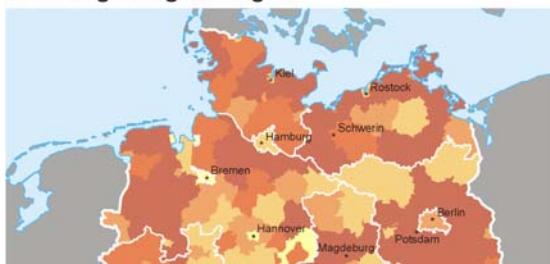 Kiel
Rostock
Schwerin
Hamburg
Bremen
Berlin
Hannover
Potsdam
Magdeburg